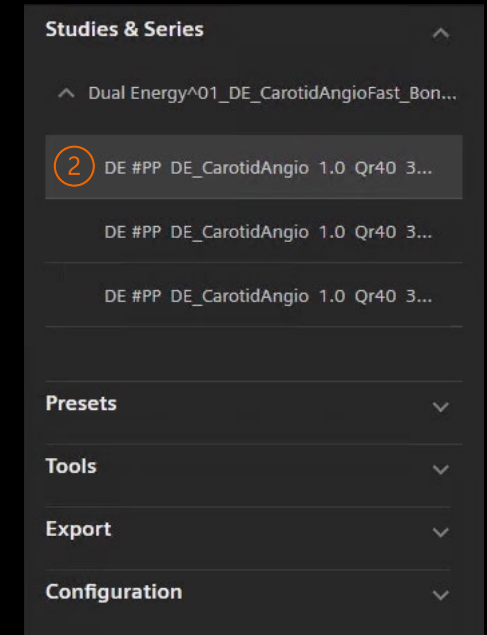 Studies & Series
Dual Energy^01_DE_CarotidAngioFast_Bon...
2 DE #PP DE_CarotidAngio 1.0 Qr40 3...
DE #PP DE_CarotidAngio 1.0 Qr40 3...
DE #PP DE_CarotidAngio 1.0 Qr40 3...
Presets
Tools
Export
Configuration